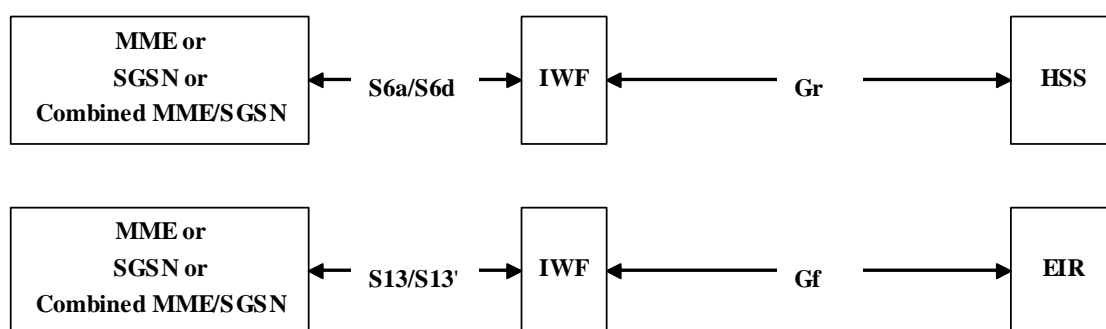 MME or
SGSN or
Combined MME/SGSN
S6a/S6d
IWF
Gr
HSS
MME or
SGSN or
Combined MME/SGSN
S13/S13'
IWF
Gf
EIR